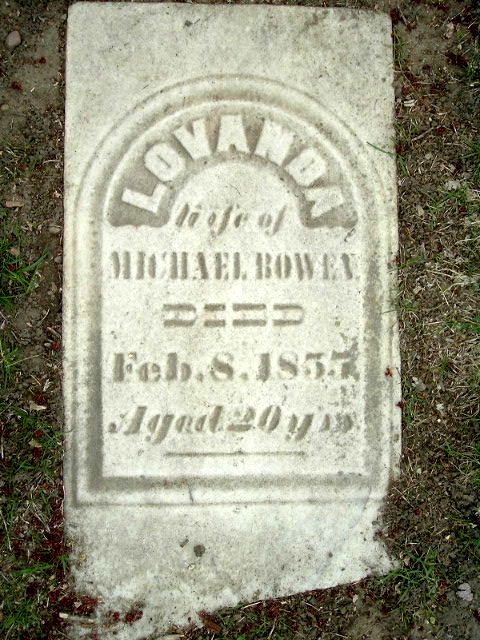 LOVANDA
wife of
MICHAEL BOWEN
DIED
Feb. 8. 1857.
Aged 20 yrs